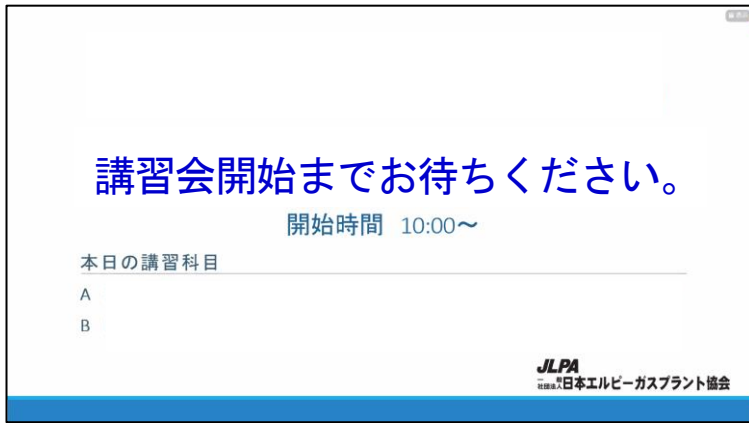 講習会開始までお待ちください。
開始時間 10:00～
本日の講習科目
A
B
JLPA
一般社団法人日本エルピーガスプラント協会